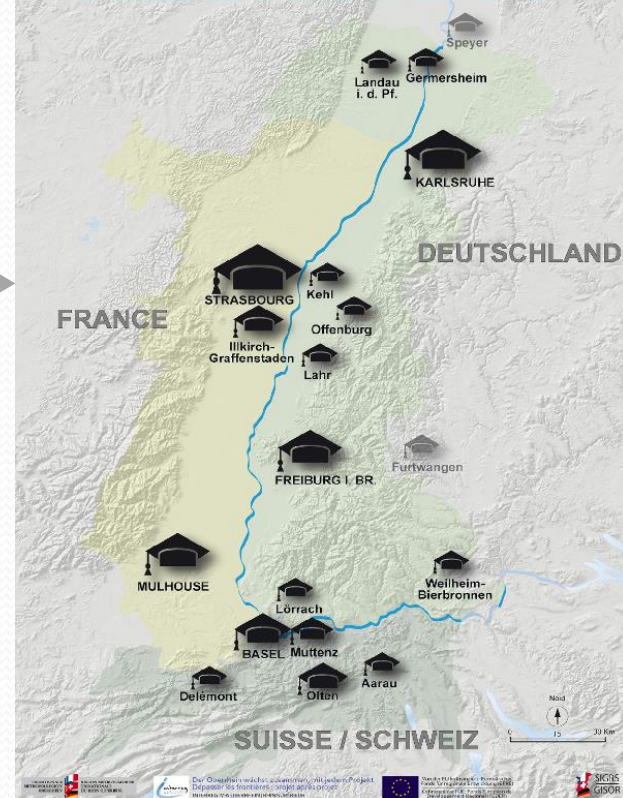 Speyer
Landau
i. d. Pf.
Germersheim
KARLSRUHE
DEUTSCHLAND
STRASBOURG
Kehl
FRANCE
Illkirch-
Graffenstaden
Offenburg
Lahr
FREIBURG I. BR.
Furtwangen
MULHOUSE
Weilheim-
Bierbronnen
Lörrach
BASEL
Muttenz
Delémont
Olten
Aarau
Nord
0 15 30 Km
SUISSE / SCHWEIZ
Der Oberrhein wächst zusammen, mit jedem Projekt
Dépasser les frontières : projet après projet
SIGRS
GISOR